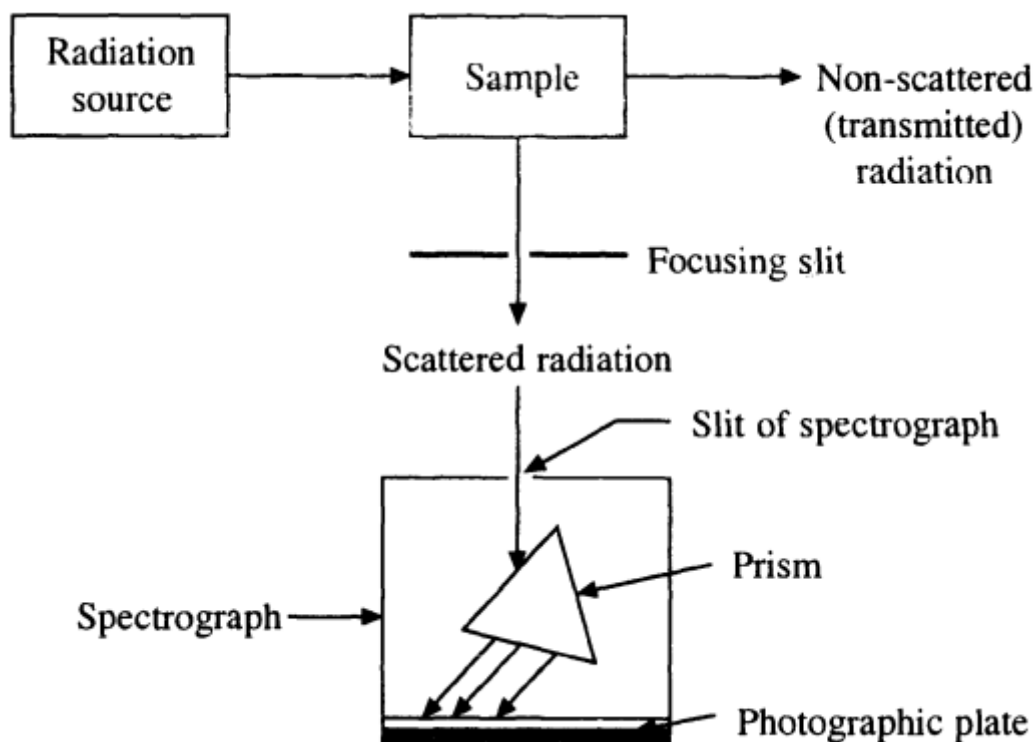 Radiation
source
Sample
Non-scattered
(transmitted)
radiation
Focusing slit
Scattered radiation
Slit of spectrograph
Prism
Spectrograph
Photographic plate